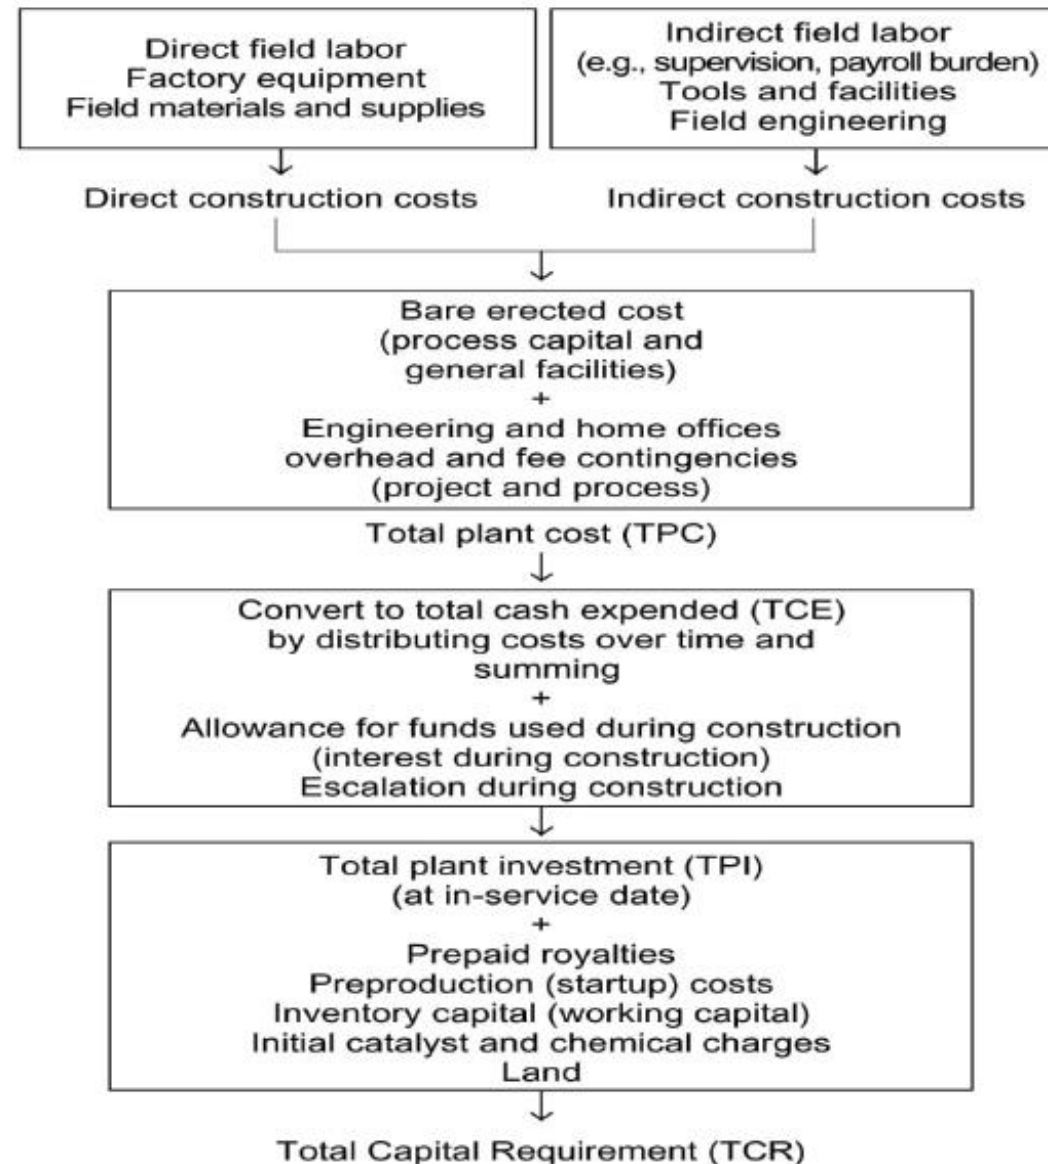 Direct field labor
Factory equipment
Field materials and supplies
Indirect field labor
(e.g., supervision, payroll burden)
Tools and facilities
Field engineering
Direct construction costs
Indirect construction costs
Bare erected cost
(process capital and
general facilities)
+
Engineering and home offices
overhead and fee contingencies
(project and process)
Total plant cost (TPC)
Convert to total cash expended (TCE)
by distributing costs over time and
summing
+
Allowance for funds used during construction
(interest during construction)
Escalation during construction
Total plant investment (TPI)
(at in-service date)
+
Prepaid royalties
Preproduction (startup) costs
Inventory capital (working capital)
Initial catalyst and chemical charges
Land
Total Capital Requirement (TCR)